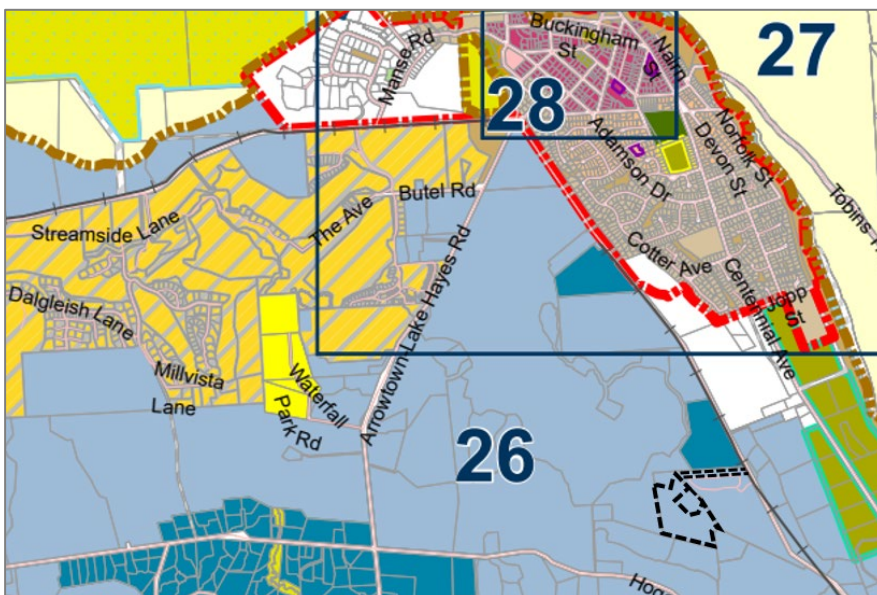 Buckingham
St
Nairn
St
27
Manse Rd
28
Adamson Dr
Devon St
Norfolk St
Butel Rd
The Ave
Streamside Lane
Tobins
Cotter Ave
Arrowtown-Lake Hayes Rd
Centennial Ave
Jopp
St
Dalgleish Lane
Millvista
Lane
Waterfall
Park Rd
26
Hog